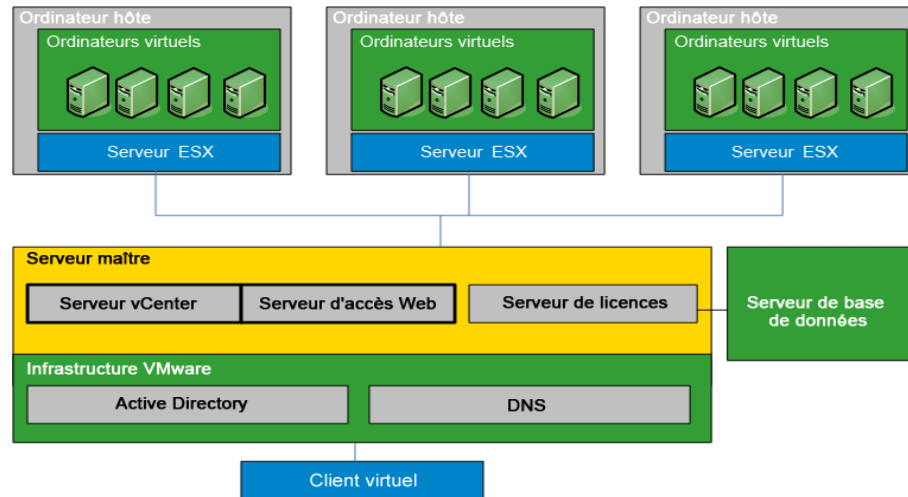 Ordinateur hôte
Ordinateurs virtuels
Serveur ESX
Ordinateur hôte
Ordinateurs virtuels
Serveur ESX
Ordinateur hôte
Ordinateurs virtuels
Serveur ESX
Serveur maître
Serveur vCenter
Serveur d'accès Web
Serveur de licences
Serveur de base
de données
Infrastructure VMware
Active Directory
DNS
Client virtuel